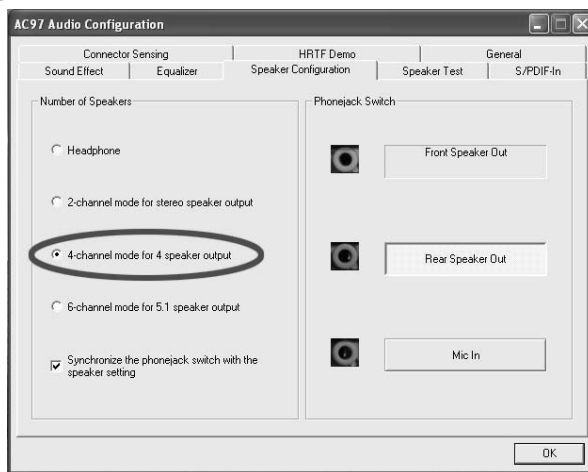 AC97 Audio Configuration
Connector Sensing
HRTF Demo
General
Sound Effect
Equalizer
Speaker Configuration
Speaker Test
S/PDIF-In
Number of Speakers
Headphone
2-channel mode for stereo speaker output
4-channel mode for 4 speaker output
6-channel mode for 5.1 speaker output
Synchronize the phonejack switch with the
speaker setting
Phonejack Switch
Front Speaker Out
Rear Speaker Out
Mic In
OK